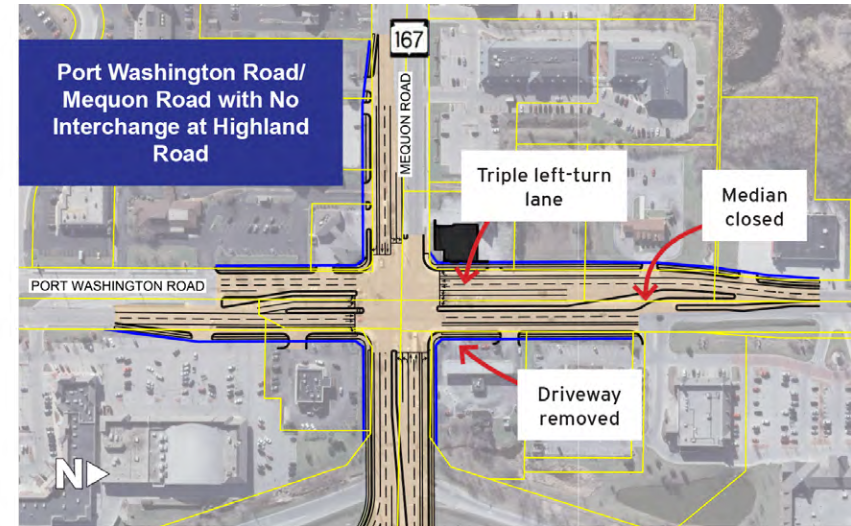 Port Washington Road/
Mequon Road with No
Interchange at Highland
Road
167
MEQUON ROAD
Triple left-turn
lane
Median
closed
PORT WASHINGTON ROAD
Driveway
removed
N